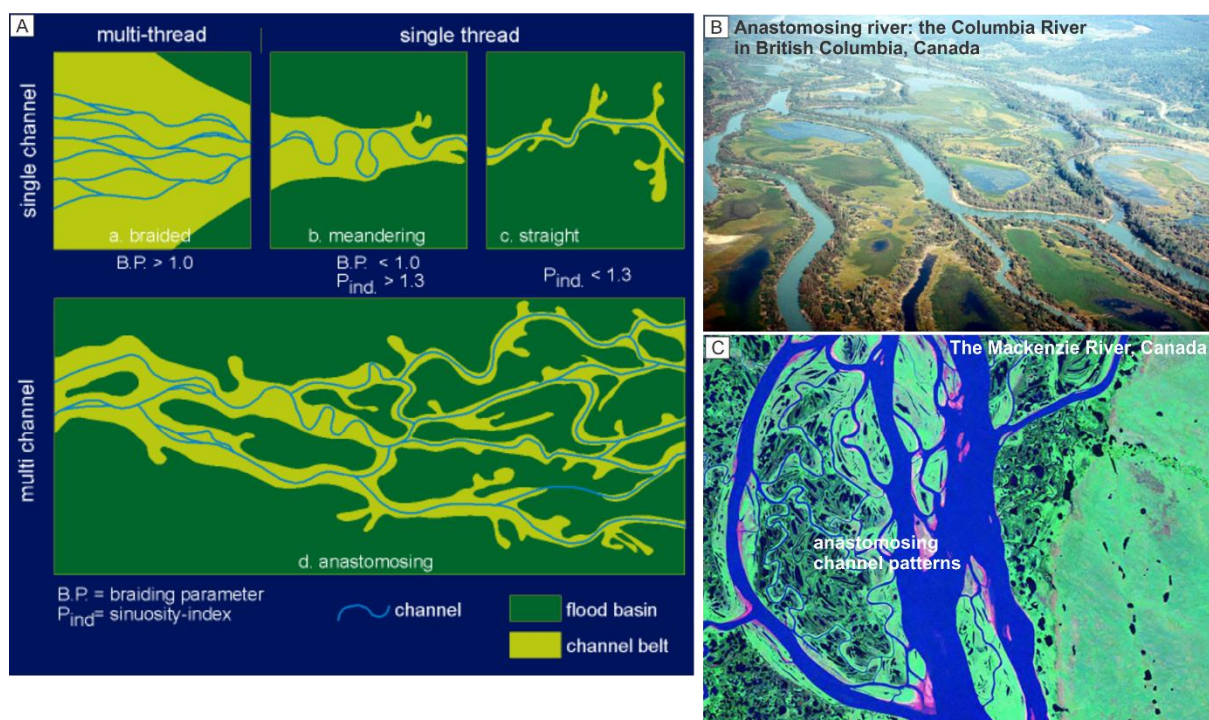 A
multi-thread
single thread
single channel
a. braided
b. meandering
c. straight
B.P. > 1.0
B.P. < 1.0
Pind. > 1.3
Pind. < 1.3
multi channel
d. anastomosing
B.P. = braiding parameter
Pind= sinuosity-index
channel
flood basin
channel belt
B
Anastomosing river: the Columbia River
in British Columbia, Canada
C
The Mackenzie River, Canada
anastomosing
channel patterns